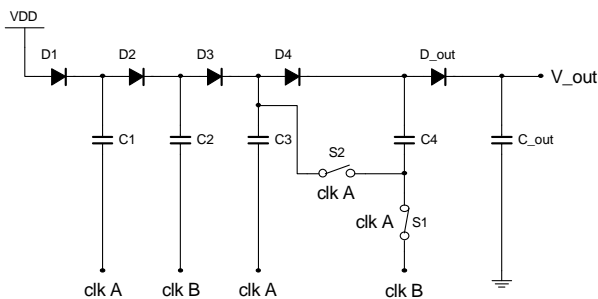 VDD
D1
D2
D3
D4
D_out
V_out
C1
C2
C3
C4
C_out
S2
clk A
clk A
S1
clk A
clk B
clk A
clk B